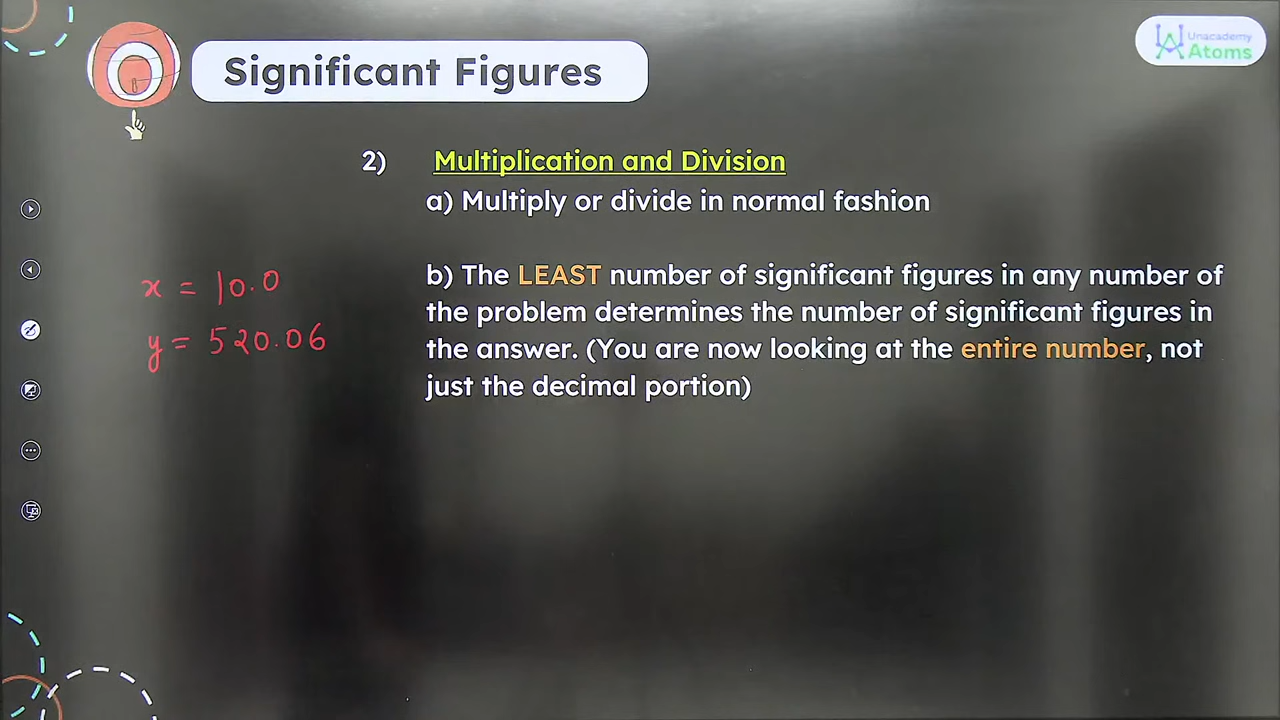 Significant Figures
Unacademy
Atoms
2) Multiplication and Division
a) Multiply or divide in normal fashion
b) The LEAST number of significant figures in any number of
the problem determines the number of significant figures in
the answer. (You are now looking at the entire number, not
just the decimal portion)
x = 10.0
y = 520.06